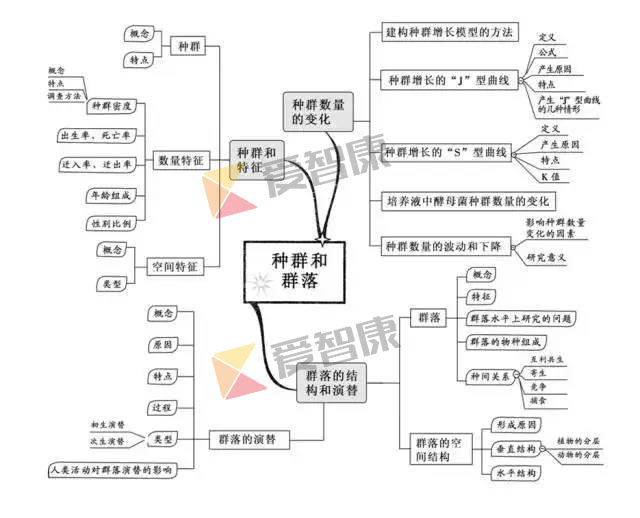 种群和
群落
种群和
特征
种群
概念
特点
数量特征
种群密度
概念
特点
调查方法
出生率、死亡率
迁入率、迁出率
年龄组成
性别比例
空间特征
概念
类型
种群数量
的变化
建构种群增长模型的方法
种群增长的“J”型曲线
定义
公式
产生原因
特点
产生“J”型曲线
的几种情形
种群增长的“S”型曲线
定义
产生原因
特点
K 值
培养液中酵母菌种群数量的变化
种群数量的波动和下降
影响种群数量
变化的因素
研究意义
群落的结
构和演替
群落
概念
特征
群落水平上研究的问题
群落的物种组成
种间关系
互利共生
寄生
竞争
捕食
群落的空
间结构
形成原因
垂直结构
植物的分层
动物的分层
水平结构
群落的演替
概念
原因
特点
过程
类型
初生演替
次生演替
人类活动对群落演替的影响
爱智康
爱智康